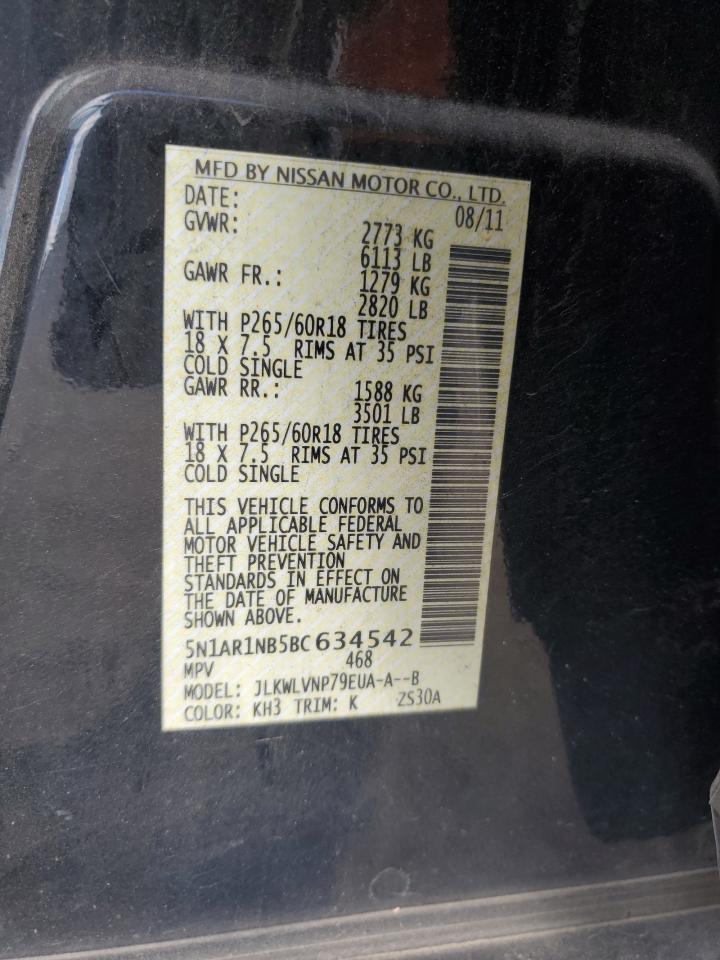 MFD BY NISSAN MOTOR CO., LTD.
DATE: 08/11
GVWR: 2773 KG
6113 LB
GAWR FR.: 1279 KG
2820 LB
WITH P265/60R18 TIRES
18 X 7.5 RIMS AT 35 PSI
COLD SINGLE
GAWR RR.: 1588 KG
3501 LB
WITH P265/60R18 TIRES
18 X 7.5 RIMS AT 35 PSI
COLD SINGLE
THIS VEHICLE CONFORMS TO
ALL APPLICABLE FEDERAL
MOTOR VEHICLE SAFETY AND
THEFT PREVENTION
STANDARDS IN EFFECT ON
THE DATE OF MANUFACTURE
SHOWN ABOVE.
5N1AR1NB5BC634542
MPV 468
MODEL: JLKWLVNP79EUA-A--B
COLOR: KH3 TRIM: K ZS30A